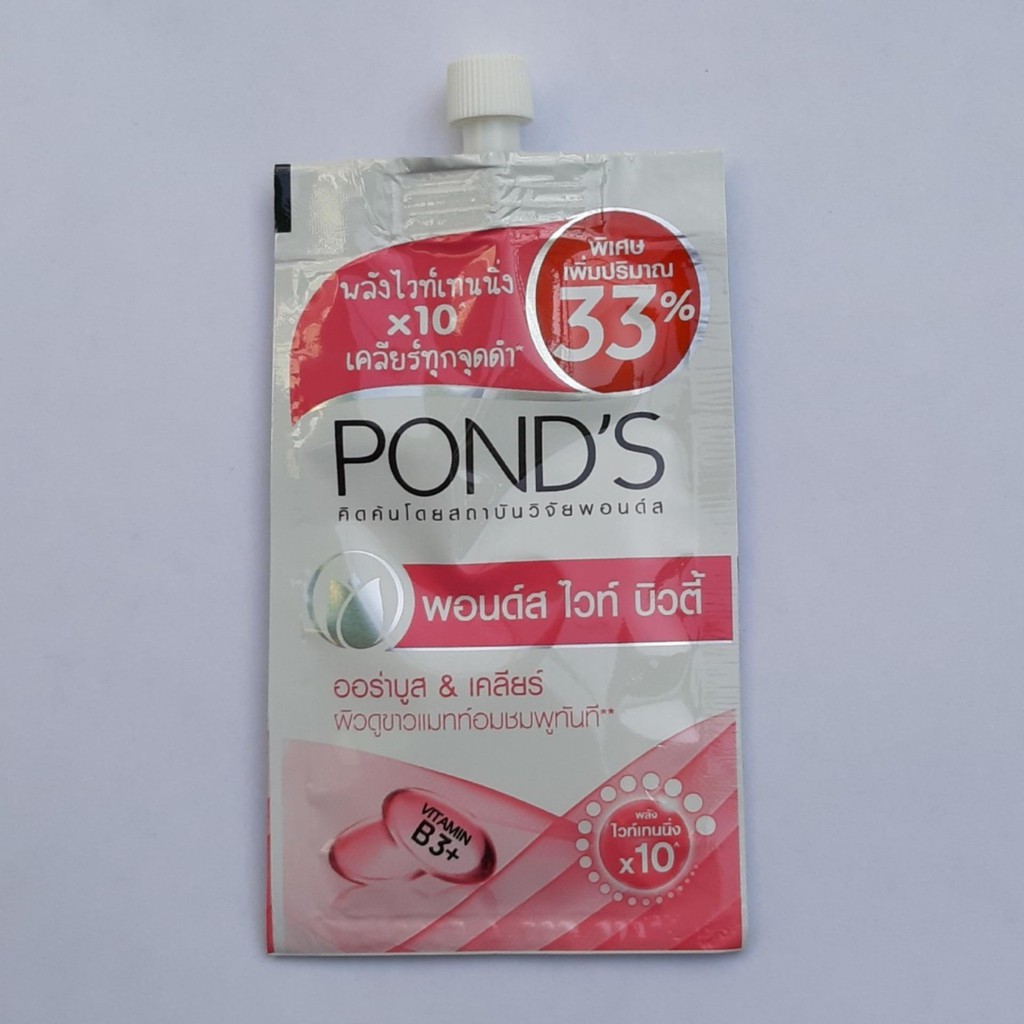 พิเศษ
เพิ่มปริมาณ
33%
พลังไวท์เทนนิ่ง
x10
เคลียร์ทุกจุดดำ*
POND'S
คิดค้นโดยสถาบันวิจัยพอนด์ส
พอนด์ส ไวท์ บิวตี้
ออร่าบูส & เคลียร์
ผิวดูขาวแมทท์อมชมพูทันที**
VITAMIN
B3+
พลัง
ไวท์เทนนิ่ง
x10^